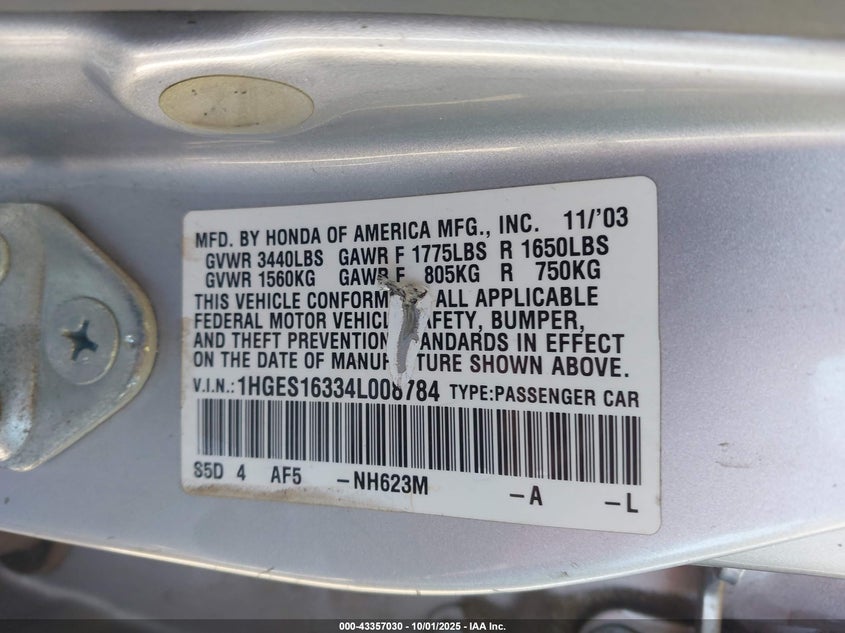 MFD. BY HONDA OF AMERICA MFG., INC. 11/'03
GVWR 3440LBS GAWR F 1775LBS R 1650LBS
GVWR 1560KG GAWR F 805KG R 750KG
THIS VEHICLE CONFORM ALL APPLICABLE
FEDERAL MOTOR VEHICL AFETY, BUMPER,
AND THEFT PREVENTION ANDARDS IN EFFECT
ON THE DATE OF MANUF TURE SHOWN ABOVE.
V.I.N.: 1HGES16334L008784 TYPE:PASSENGER CAR
S5D 4 AF5 -NH623M -A -L
000-43357030 - 10/01/2025 - IAA Inc.